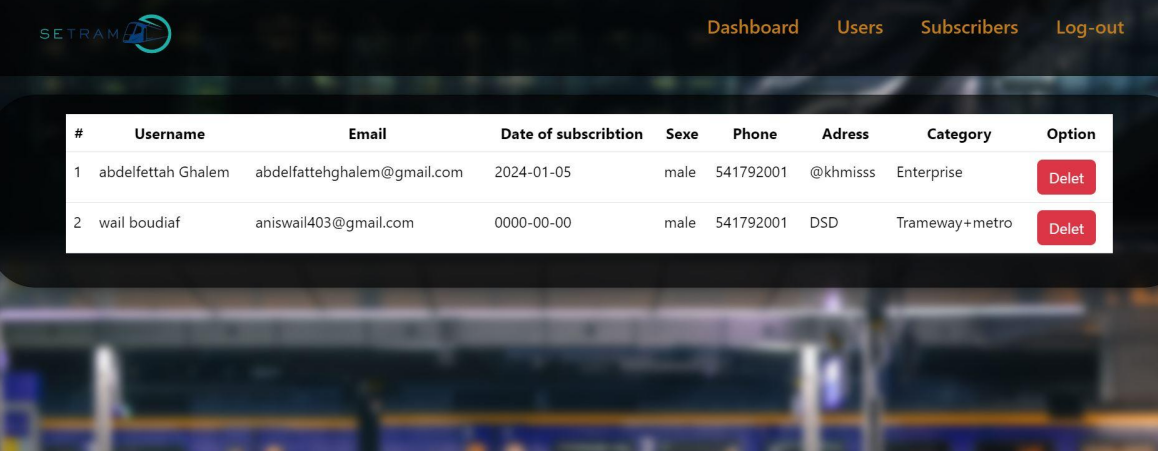 SETRAM
Dashboard Users Subscribers Log-out
# Username Email Date of subscribtion Sexe Phone Adress Category Option
1 abdelfettah Ghalem abdelfattehghalem@gmail.com 2024-01-05 male 541792001 @khmisss Enterprise Delet
2 wail boudiaf aniswail403@gmail.com 0000-00-00 male 541792001 DSD Trameway+metro Delet